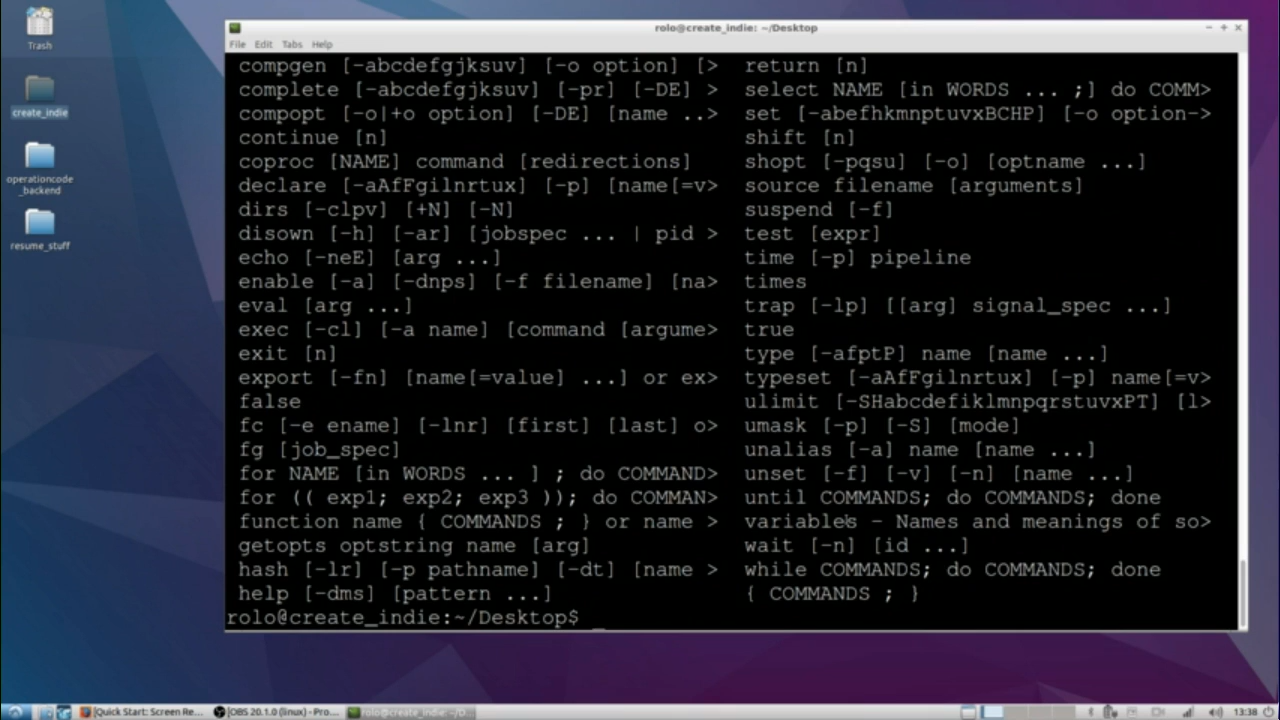 Trash
create_indie
operationcode
_backend
resume_stuff
rolo@create_indie: ~/Desktop
File Edit Tabs Help
compgen [-abcdefgjksuv] [-o option] [> return [n]
complete [-abcdefgjksuv] [-pr] [-DE] > select NAME [in WORDS ... ;] do COMM>
compopt [-o|+o option] [-DE] [name ..> set [-abefhkmnptuvxBCHP] [-o option->
continue [n] shift [n]
coproc [NAME] command [redirections] shopt [-pqsu] [-o] [optname ...]
declare [-aAfFgilnrtux] [-p] [name[=v> source filename [arguments]
dirs [-clpv] [+N] [-N] suspend [-f]
disown [-h] [-ar] [jobspec ... | pid > test [expr]
echo [-neE] [arg ...] time [-p] pipeline
enable [-a] [-dnps] [-f filename] [na> times
eval [arg ...] trap [-lp] [[arg] signal_spec ...]
exec [-cl] [-a name] [command [argume> true
exit [n] type [-afptP] name [name ...]
export [-fn] [name[=value] ...] or ex> typeset [-aAfFgilnrtux] [-p] name[=v>
false ulimit [-SHabcdefiklmnpqrstuvxPT] [l>
fc [-e ename] [-lnr] [first] [last] o> umask [-p] [-S] [mode]
fg [job_spec] unalias [-a] name [name ...]
for NAME [in WORDS ... ] ; do COMMAND> unset [-f] [-v] [-n] [name ...]
for (( exp1; exp2; exp3 )); do COMMAN> until COMMANDS; do COMMANDS; done
function name { COMMANDS ; } or name > variables - Names and meanings of so>
getopts optstring name [arg] wait [-n] [id ...]
hash [-lr] [-p pathname] [-dt] [name > while COMMANDS; do COMMANDS; done
help [-dms] [pattern ...] { COMMANDS ; }
rolo@create_indie:~/Desktop$ _
[Quick Start: Screen Re... [OBS 20.1.0 (linux) - Pro... rolo@create_indie: ~/D... 13:38